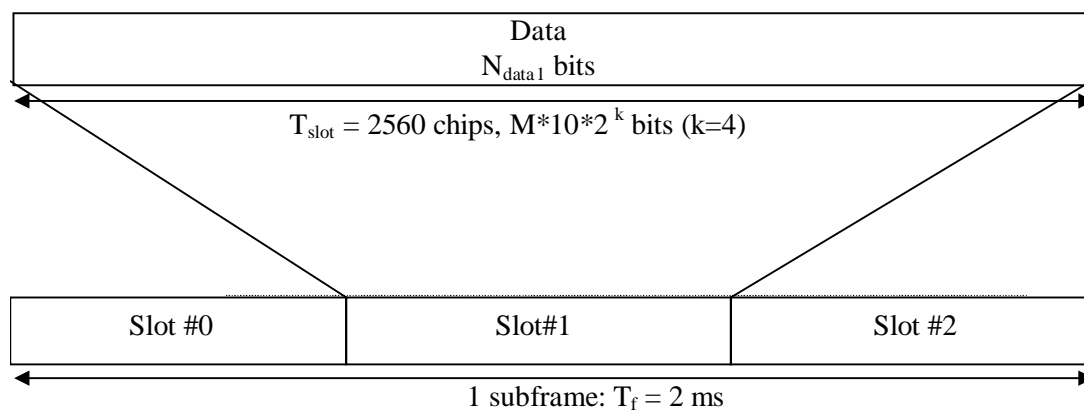 Data
N_data1 bits
T_slot = 2560 chips, M*10*2^k bits (k=4)
Slot #0 Slot#1 Slot #2
1 subframe: T_f = 2 ms